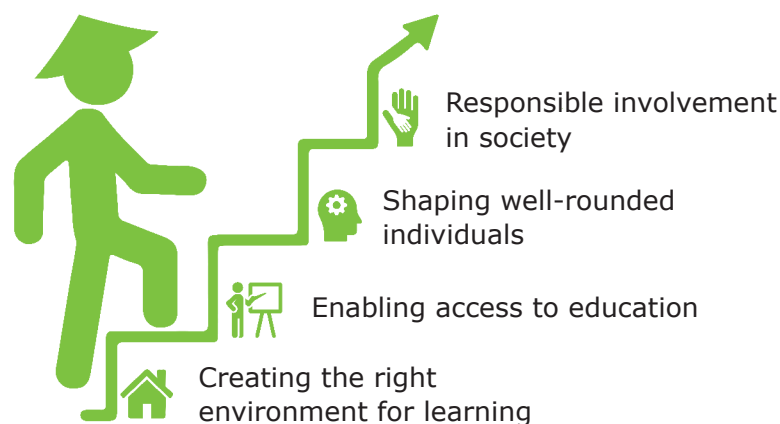 Responsible involvement
in society
Shaping well-rounded
individuals
Enabling access to education
Creating the right
environment for learning